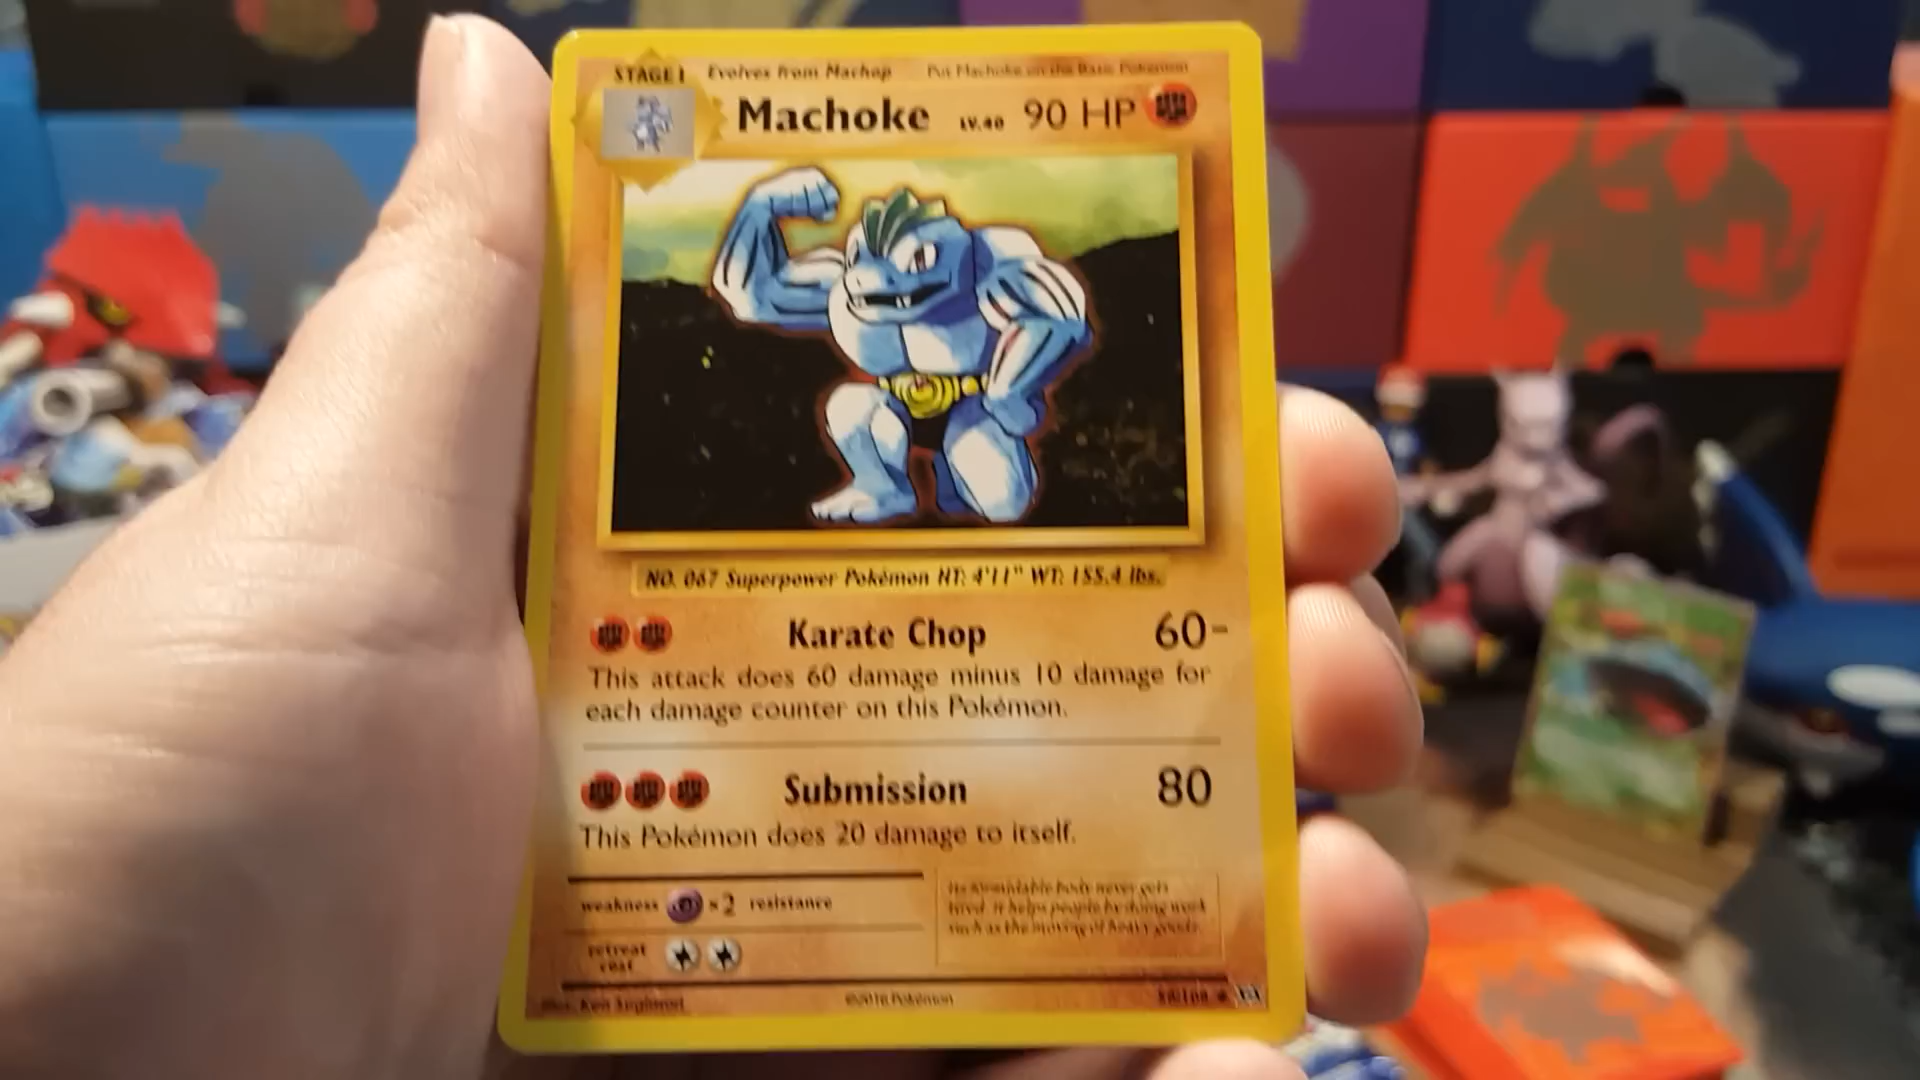 STAGE 1 Evolves from Machop Put Machoke on the Basic Pokémon
Machoke LV.40 90 HP
NO. 067 Superpower Pokémon HT: 4'11" WT: 155.4 lbs.
Karate Chop 60-
This attack does 60 damage minus 10 damage for
each damage counter on this Pokémon.
Submission 80
This Pokémon does 20 damage to itself.
weakness ×2 resistance
Its formidable body never gets
tired. It helps people by doing work
such as the moving of heavy goods.
retreat
cost
Illus. Ken Sugimori
©2016 Pokémon